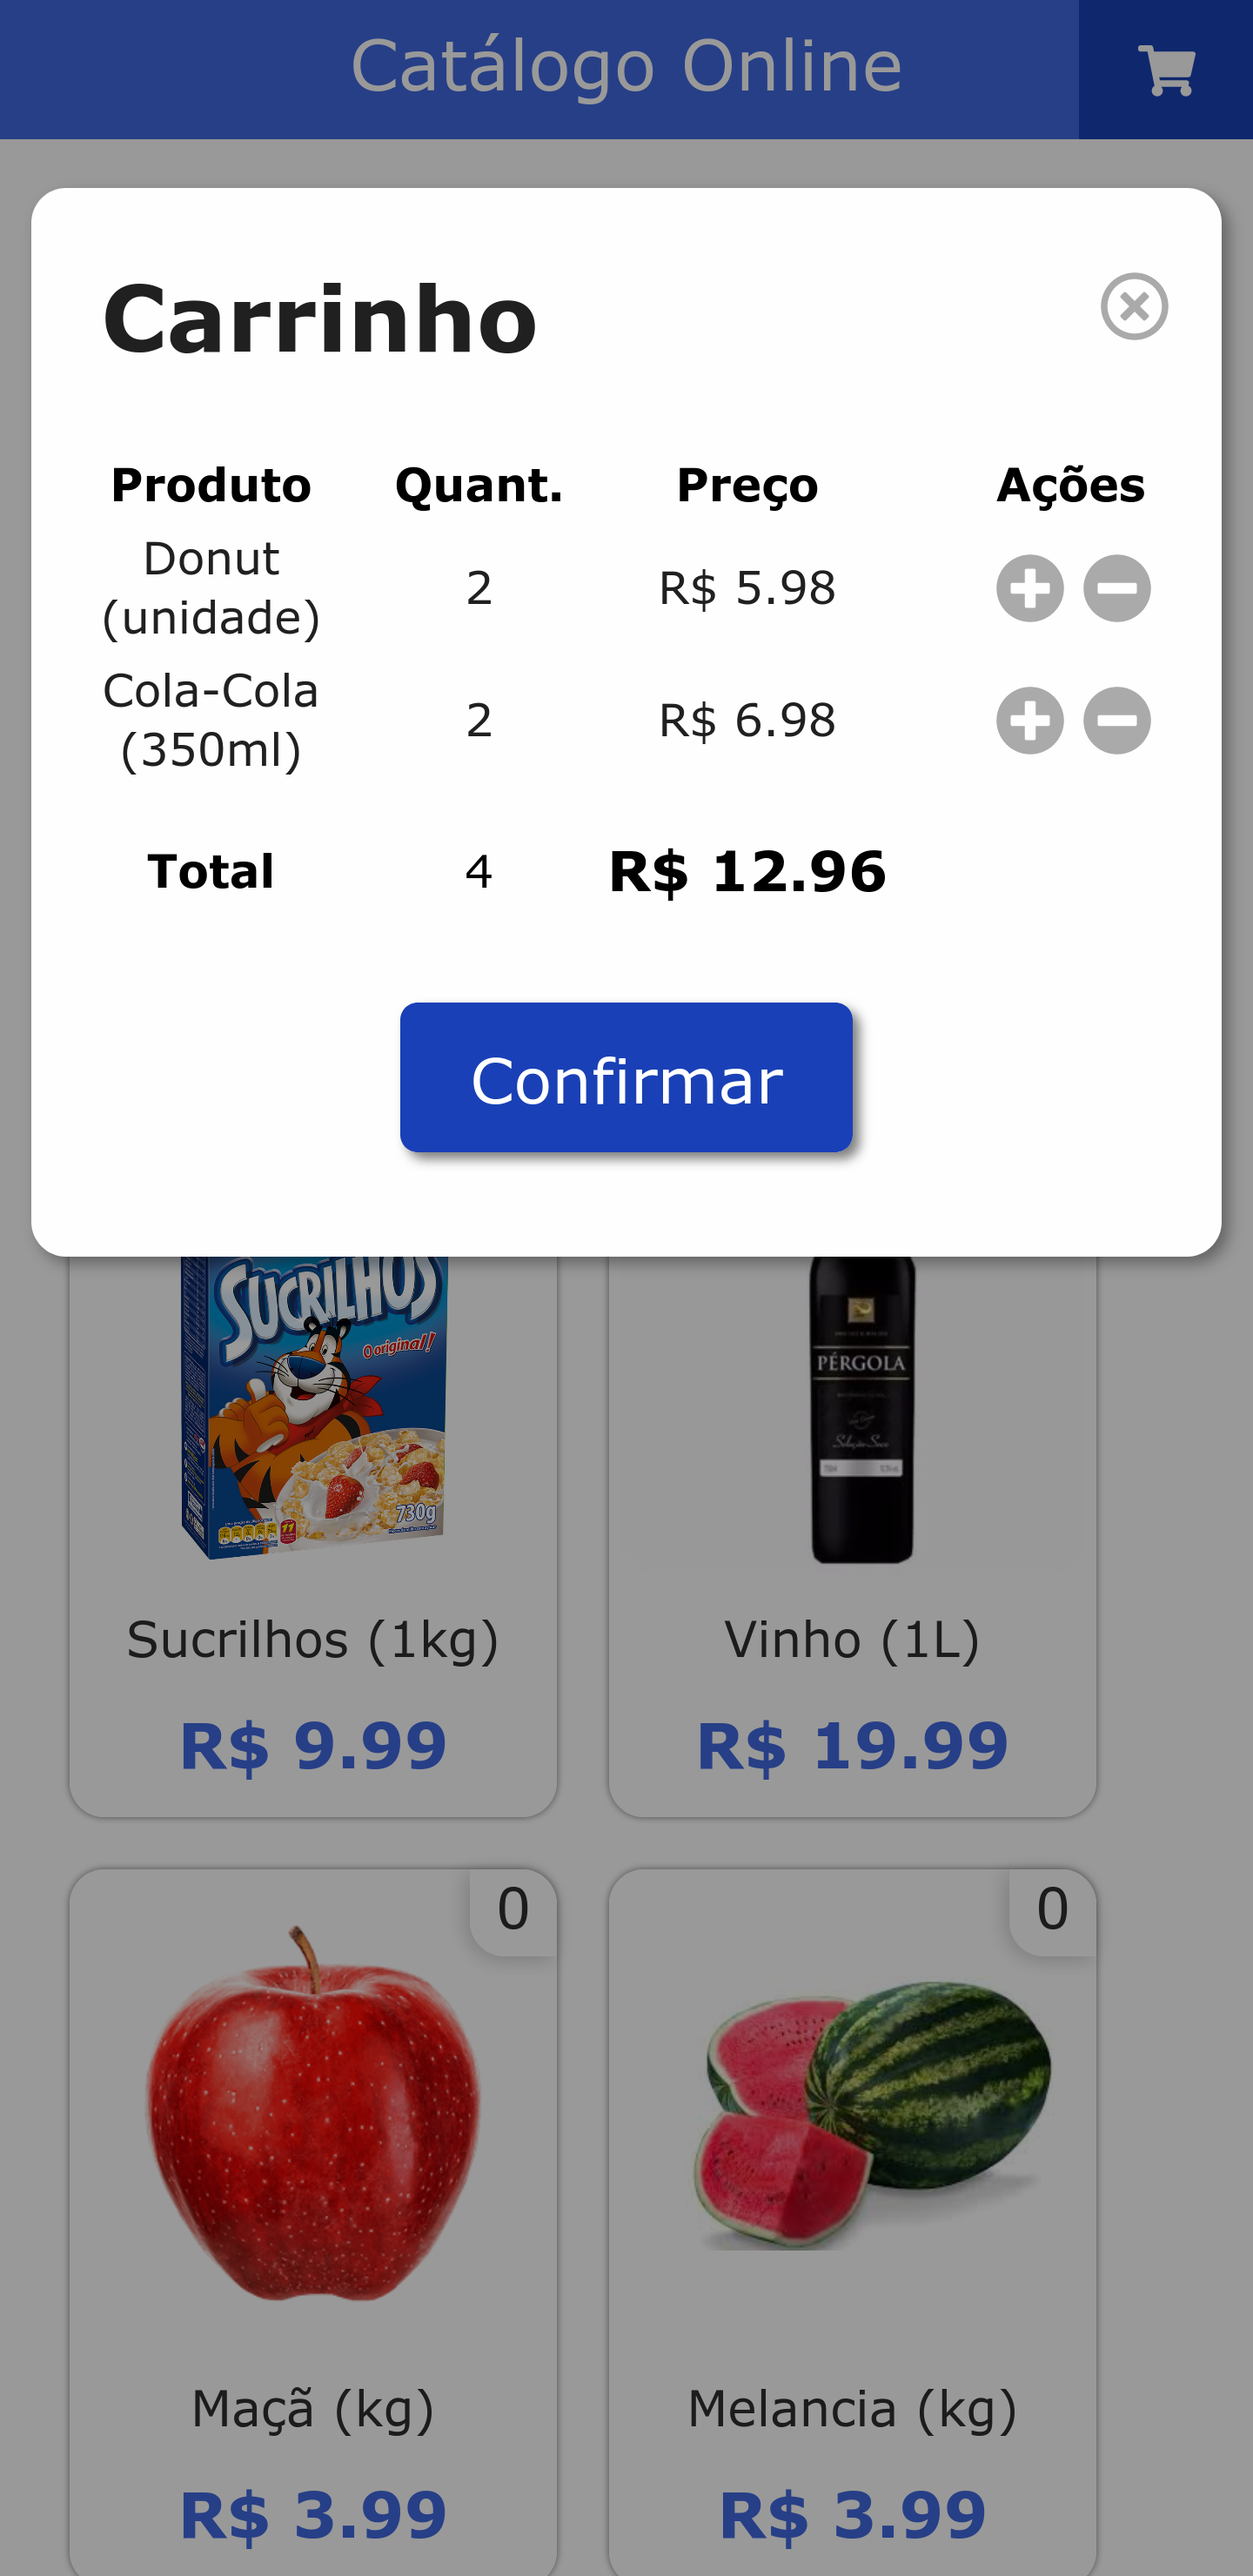 Catálogo Online
Carrinho
Produto Quant. Preço Ações
Donut (unidade) 2 R$ 5.98
Cola-Cola (350ml) 2 R$ 6.98
Total 4 R$ 12.96
Confirmar
SUCRILHOS
O original!
730g
PÉRGOLA
Seleção Seco
Sucrilhos (1kg) Vinho (1L)
R$ 9.99 R$ 19.99
0 0
Maçã (kg) Melancia (kg)
R$ 3.99 R$ 3.99